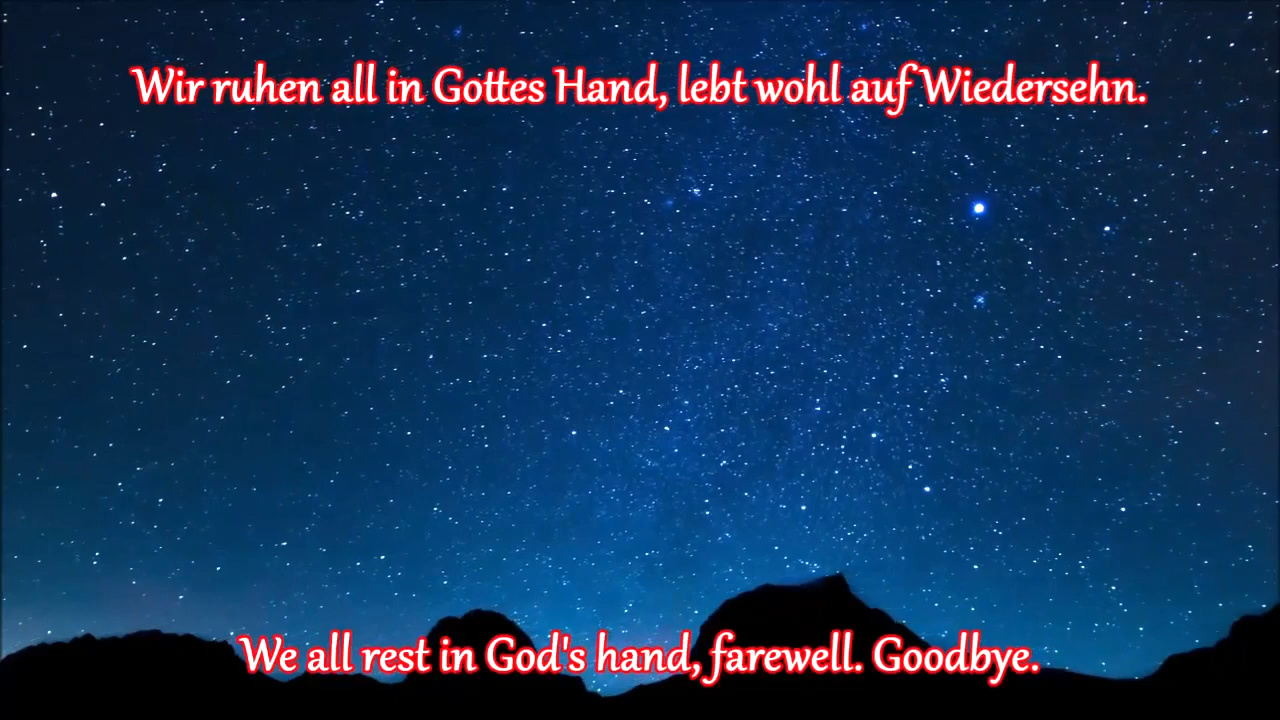 Wir ruhen all in Gottes Hand, lebt wohl auf Wiedersehn.
We all rest in God's hand, farewell. Goodbye.